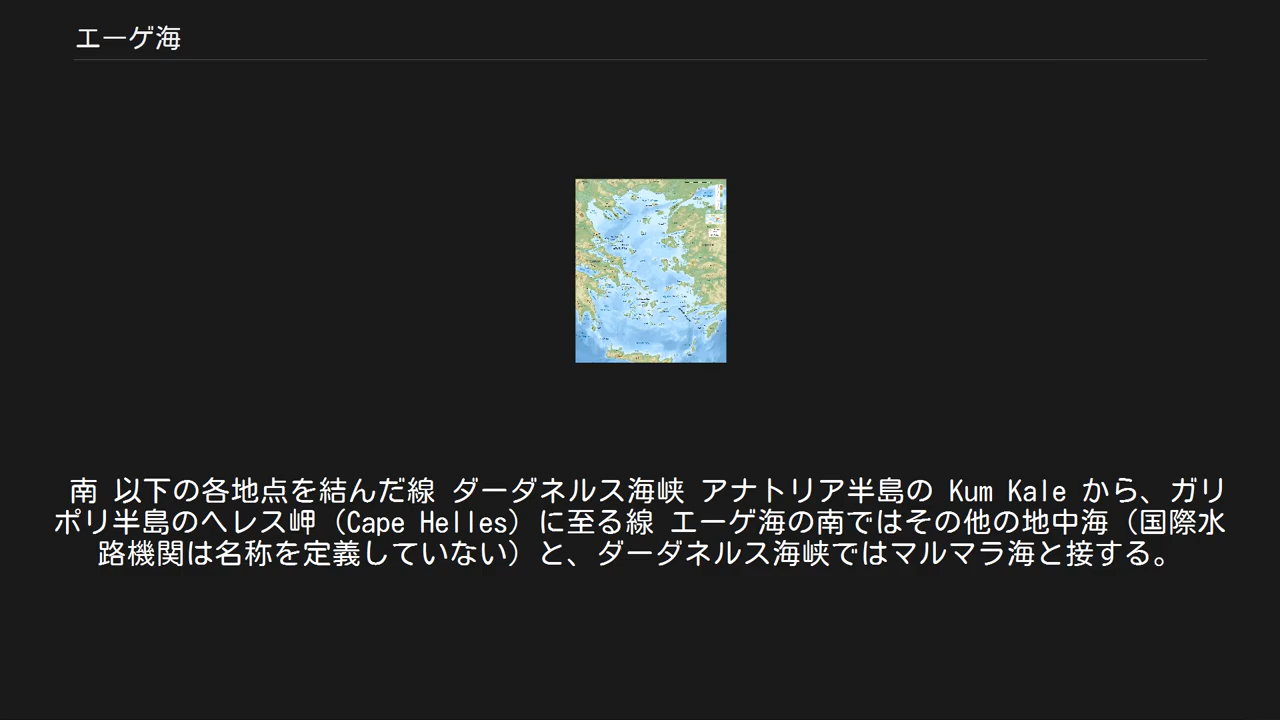 エーゲ海
南 以下の各地点を結んだ線 ダーダネルス海峡 アナトリア半島の Kum Kale から、ガリ
ポリ半島のヘレス岬（Cape Helles）に至る線 エーゲ海の南ではその他の地中海（国際水
路機関は名称を定義していない）と、ダーダネルス海峡ではマルマラ海と接する。